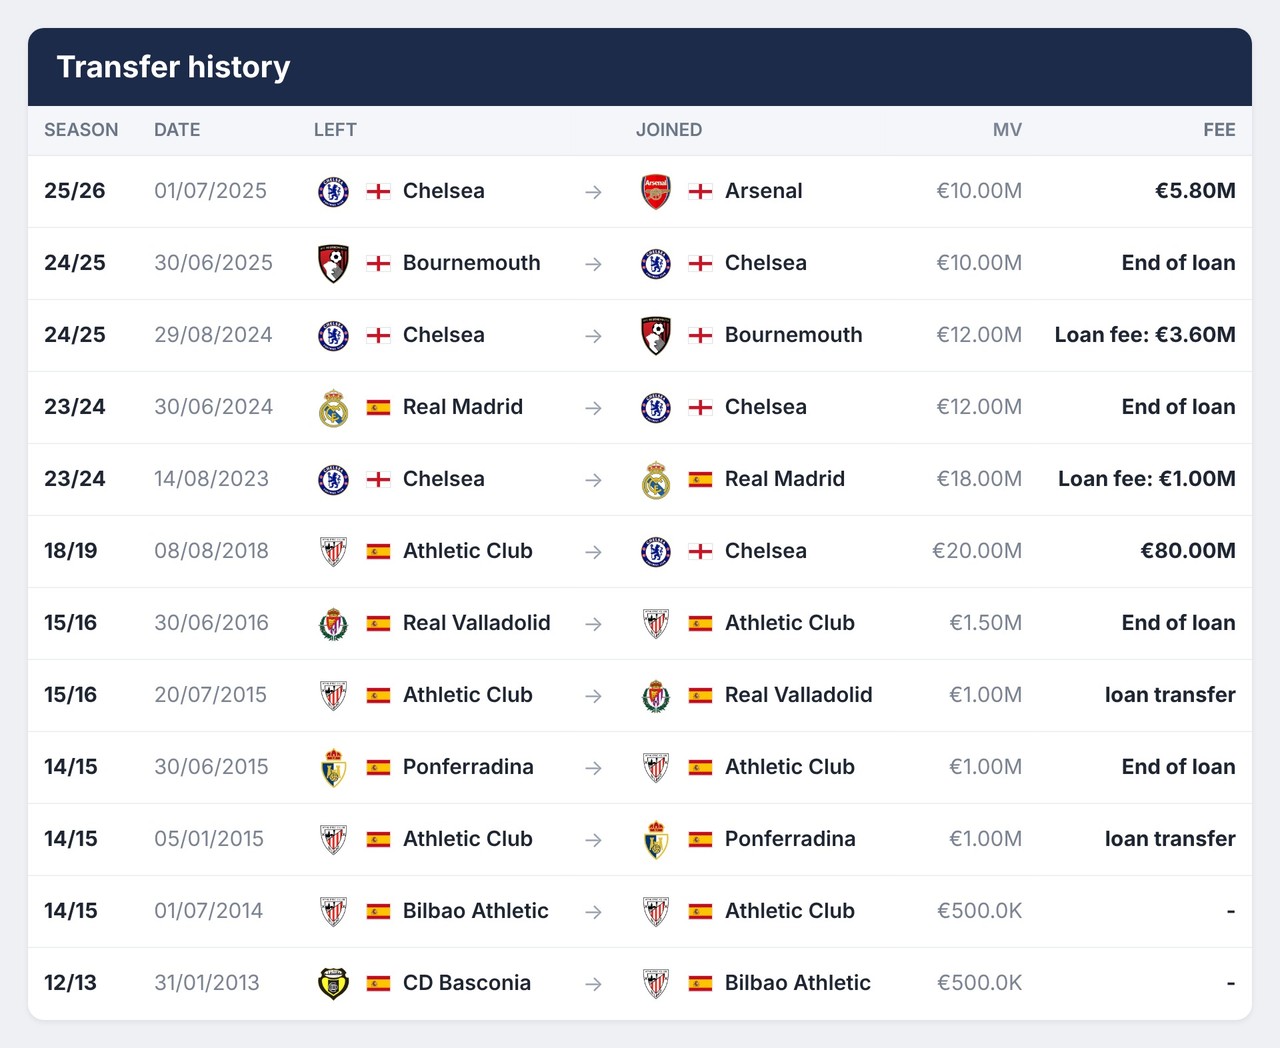 Transfer history
SEASON DATE LEFT JOINED MV FEE
25/26 01/07/2025 Chelsea → Arsenal €10.00M €5.80M
24/25 30/06/2025 Bournemouth → Chelsea €10.00M End of loan
24/25 29/08/2024 Chelsea → Bournemouth €12.00M Loan fee: €3.60M
23/24 30/06/2024 Real Madrid → Chelsea €12.00M End of loan
23/24 14/08/2023 Chelsea → Real Madrid €18.00M Loan fee: €1.00M
18/19 08/08/2018 Athletic Club → Chelsea €20.00M €80.00M
15/16 30/06/2016 Real Valladolid → Athletic Club €1.50M End of loan
15/16 20/07/2015 Athletic Club → Real Valladolid €1.00M loan transfer
14/15 30/06/2015 Ponferradina → Athletic Club €1.00M End of loan
14/15 05/01/2015 Athletic Club → Ponferradina €1.00M loan transfer
14/15 01/07/2014 Bilbao Athletic → Athletic Club €500.0K -
12/13 31/01/2013 CD Basconia → Bilbao Athletic €500.0K -